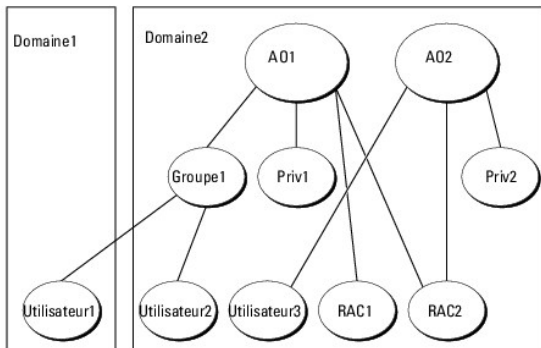 Domaine1
Domaine2
AO1
AO2
Groupe1
Priv1
Priv2
Utilisateur1
Utilisateur2
Utilisateur3
RAC1
RAC2